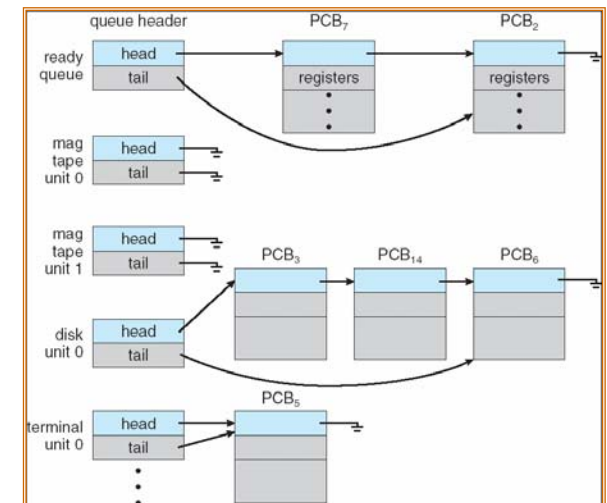 queue header PCB7 PCB2
ready queue head
tail registers registers
mag tape unit 0 head
tail
mag tape unit 1 head
tail
PCB3 PCB14 PCB6
disk unit 0 head
tail
PCB5
terminal unit 0 head
tail